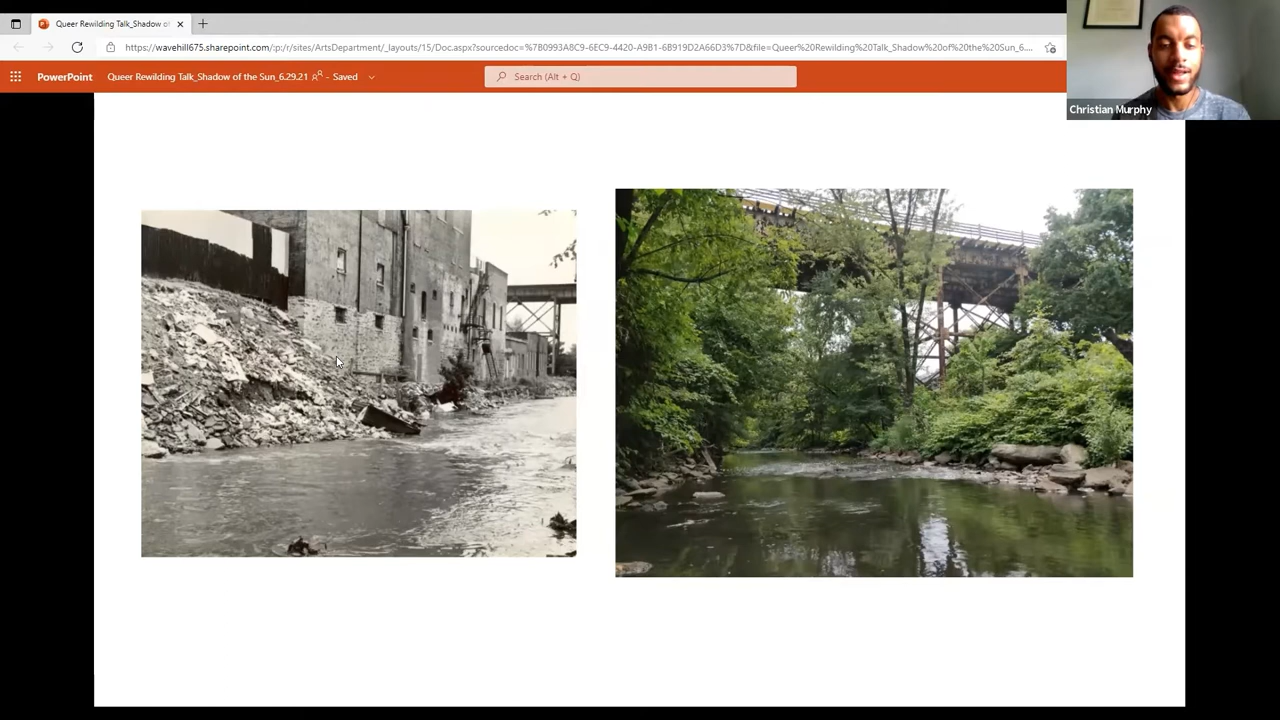 Queer Rewilding Talk_Shadow of
https://wavehill675.sharepoint.com/:p:/r/sites/ArtsDepartment/_layouts/15/Doc.aspx?sourcedoc=%7B0993A8C9-6EC9-4420-A9B1-6B919D2A66D3%7D&file=Queer%20Rewilding%20Talk_Shadow%20of%20the%20Sun_6....
PowerPoint
Queer Rewilding Talk_Shadow of the Sun_6.29.21 - Saved
Search (Alt + Q)
Christian Murphy